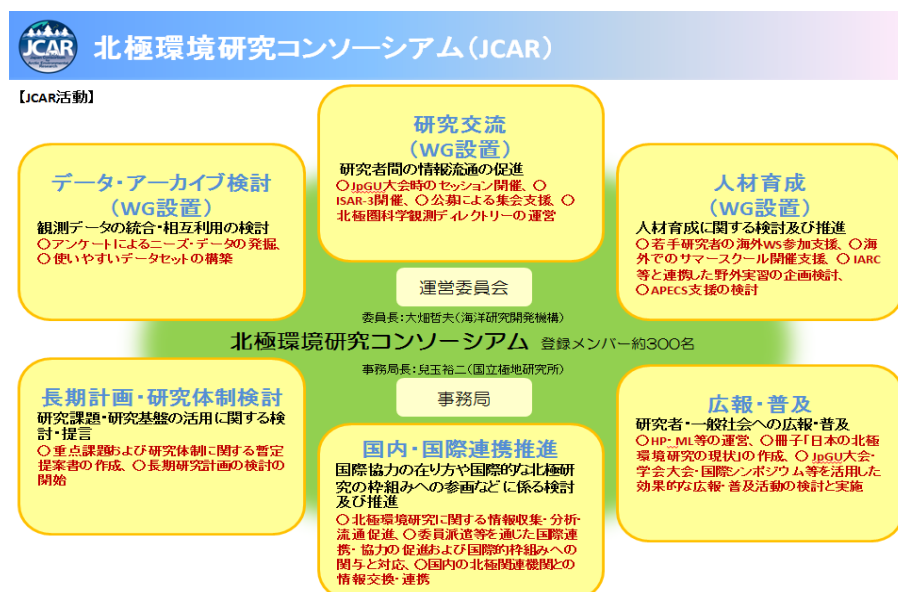 JCAR
北極環境研究コンソーシアム(JCAR)
【JCAR活動】
研究交流
(WG設置)
研究者間の情報流通の促進
〇JpGU大会時のセッション開催、〇
ISAR-3開催、〇公募による集会支援、〇
北極圏科学観測ディレクトリーの運営
データ・アーカイブ検討
(WG設置)
観測データの統合・相互利用の検討
〇アンケートによるニーズ・データの発掘、
〇使いやすいデータセットの構築
人材育成
(WG設置)
人材育成に関する検討及び推進
〇若手研究者の海外WS参加支援、〇海
外でのサマースクール開催支援、〇IARC
等と連携した野外実習の企画検討、
〇APECS支援の検討
運営委員会
委員長:大畑哲夫(海洋研究開発機構)
北極環境研究コンソーシアム 登録メンバー約300名
事務局長:兒玉裕二(国立極地研究所)
事務局
長期計画・研究体制検討
研究課題・研究基盤の活用に関する検
討・提言
〇重点課題および研究体制に関する暫定
提案書の作成、〇長期研究計画の検討の
開始
国内・国際連携推進
国際協力の在り方や国際的な北極研
究の枠組みへの参画などに係る検討
及び推進
〇北極環境研究に関する情報収集・分析・
流通促進、〇委員派遣等を通じた国際連
携・協力の促進および国際的枠組みへの
関与と対応、〇国内の北極関連機関との
情報交換・連携
広報・普及
研究者・一般社会への広報・普及
〇HP・ML等の運営、〇冊子「日本の北極
環境研究の現状」の作成、〇JpGU大会・
学会大会・国際シンポジウム等を活用した
効果的な広報・普及活動の検討と実施